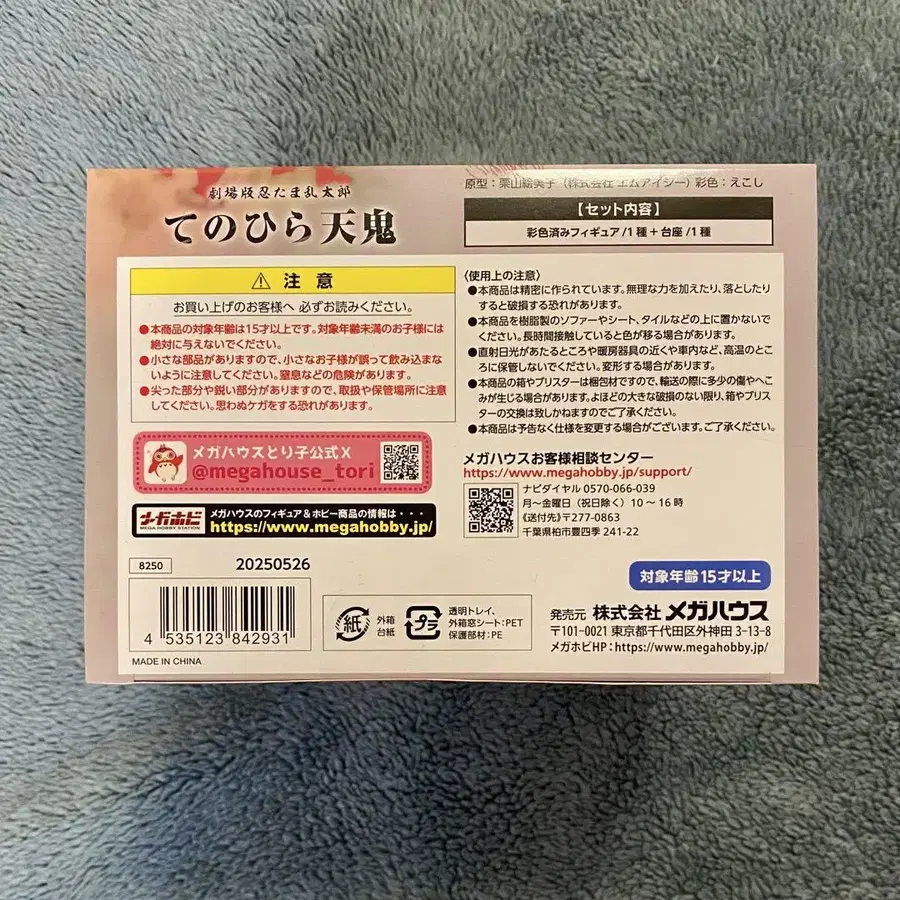 劇場版忍たま乱太郎
てのひら天鬼
原型：栗山絵美子（株式会社 エムアイシー）彩色：えこし
【セット内容】
彩色済みフィギュア/1種＋台座/1種
⚠ 注 意
お買い上げのお客様へ 必ずお読みください。
●本商品の対象年齢は15才以上です。対象年齢未満のお子様には
絶対に与えないでください。
●小さな部品がありますので、小さなお子様が誤って飲み込まな
いように注意してください。窒息などの危険があります。
●尖った部分や鋭い部分がありますので、取扱や保管場所に注意
してください。思わぬケガをする恐れがあります。
〈使用上の注意〉
●本商品は精密に作られています。無理な力を加えたり、落としたり
すると破損する恐れがあります。
●本商品を樹脂製のソファーやシート、タイルなどの上に置かないで
ください。長時間接触していると色が移る場合があります。
●直射日光があたるところや暖房器具の近くや車内など、高温のとこ
ろに保管しないでください。変形する場合があります。
●本商品の箱やブリスターは梱包材ですので、輸送の際に多少の傷やへこ
みが生じる場合があります。よほどの大きな破損のない限り、箱やブリス
ターの交換は致しかねますのでご了承ください。
●本商品は予告なく仕様を変更する場合がございます。ご了承ください。
メガハウスとり子公式X
@megahouse_tori
メガホビ
MEGA HOBBY STATION
メガハウスのフィギュア＆ホビー商品の情報は・・・
https://www.megahobby.jp/
メガハウスお客様相談センター
https://www.megahobby.jp/support/
ナビダイヤル 0570-066-039
月～金曜日（祝日除く）10～16時
《送付先》〒277-0863
千葉県柏市豊四季 241-22
8250
20250526
対象年齢15才以上
4 535123 842931
MADE IN CHINA
紙
外箱
台紙
プラ
透明トレイ、
外箱窓シート：PET
保護部材：PE
発売元 株式会社 メガハウス
〒101-0021 東京都千代田区外神田 3-13-8
メガホビHP：https://www.megahobby.jp/